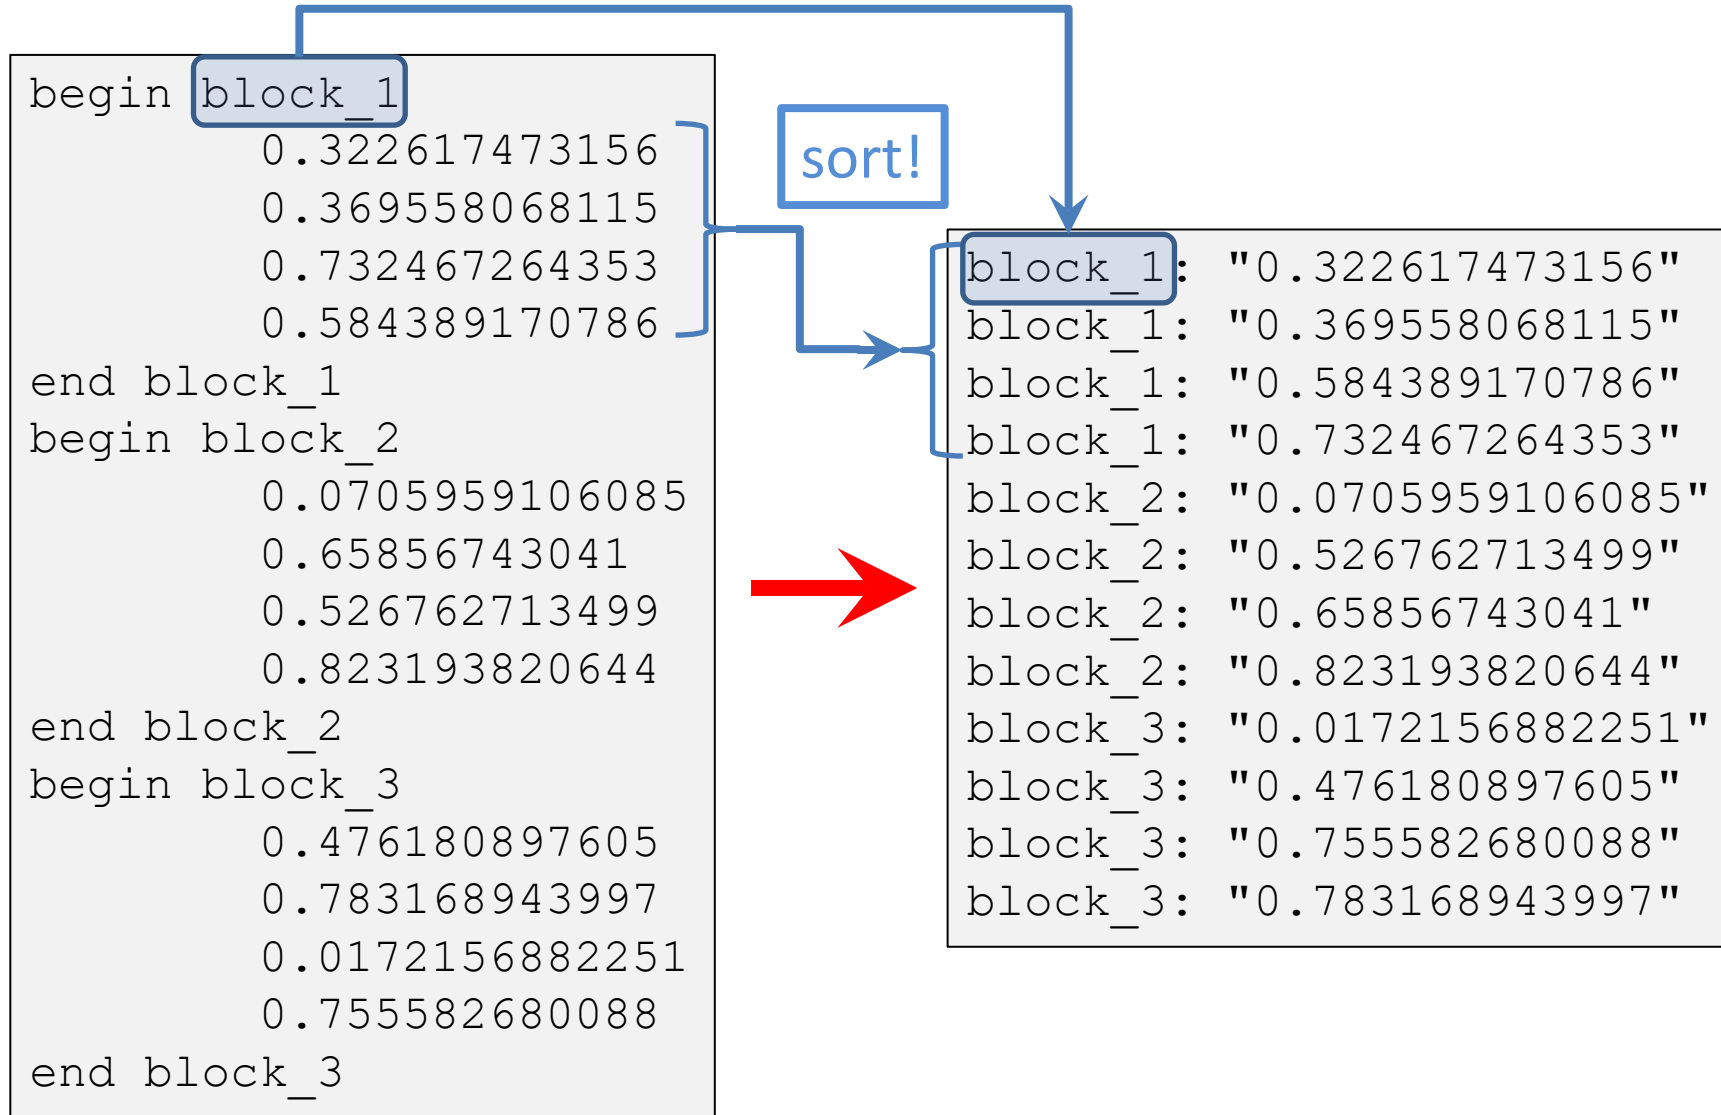 begin block_1
0.322617473156
0.369558068115
0.732467264353
0.584389170786
end block_1
begin block_2
0.0705959106085
0.65856743041
0.526762713499
0.823193820644
end block_2
begin block_3
0.476180897605
0.783168943997
0.0172156882251
0.755582680088
end block_3
sort!
block_1: "0.322617473156"
block_1: "0.369558068115"
block_1: "0.584389170786"
block_1: "0.732467264353"
block_2: "0.0705959106085"
block_2: "0.526762713499"
block_2: "0.65856743041"
block_2: "0.823193820644"
block_3: "0.0172156882251"
block_3: "0.476180897605"
block_3: "0.755582680088"
block_3: "0.783168943997"